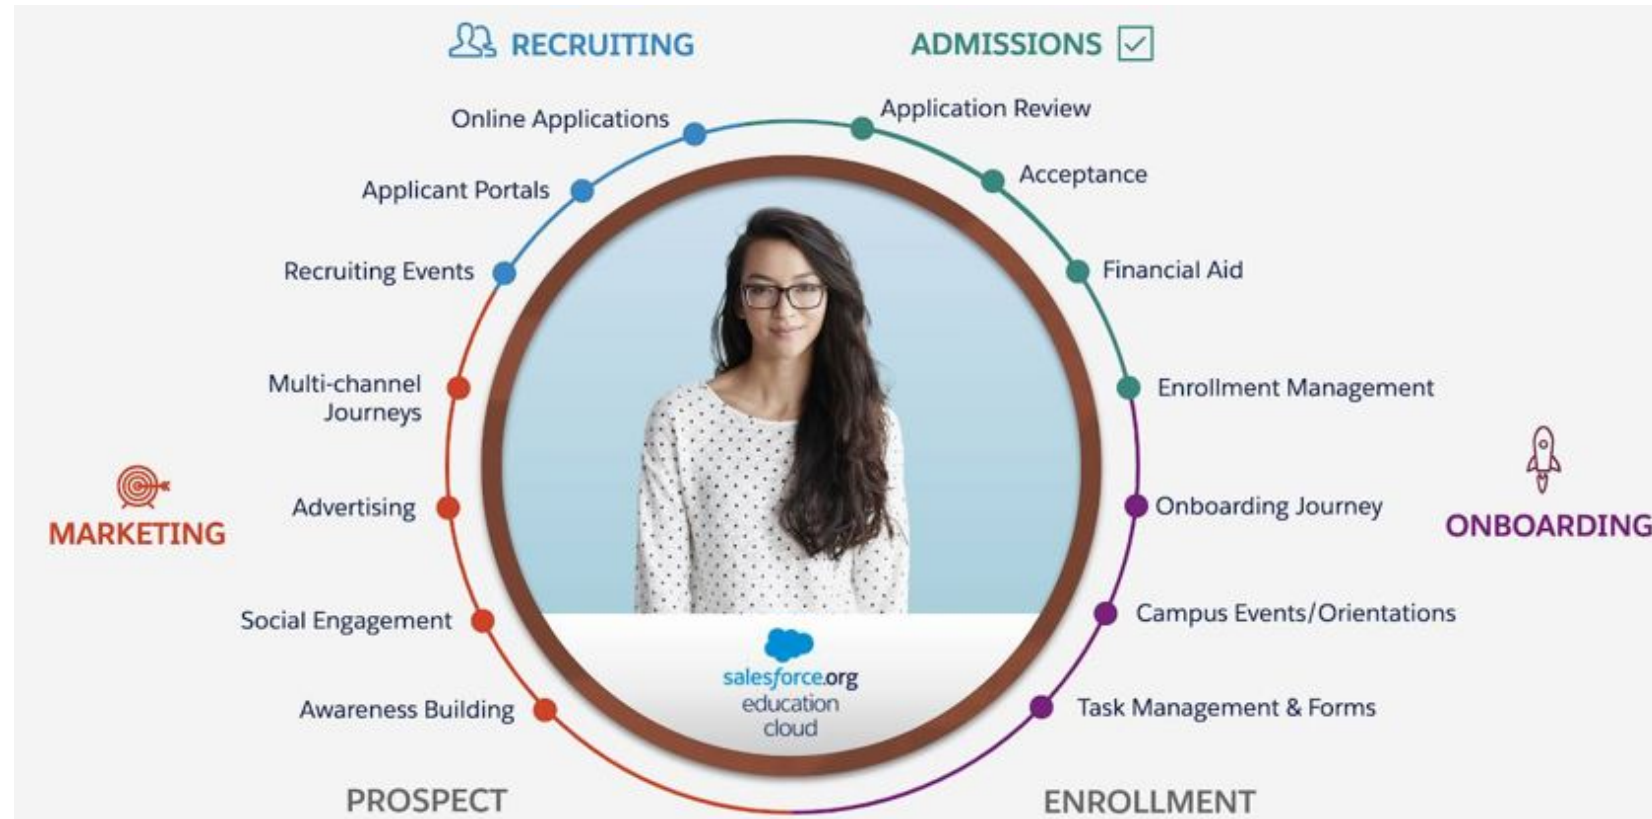 RECRUITING
ADMISSIONS
Online Applications
Application Review
Applicant Portals
Acceptance
Recruiting Events
Financial Aid
Multi-channel
Journeys
Enrollment Management
MARKETING
Advertising
Onboarding Journey
ONBOARDING
Social Engagement
Campus Events/Orientations
salesforce.org
education
cloud
Awareness Building
Task Management & Forms
PROSPECT
ENROLLMENT